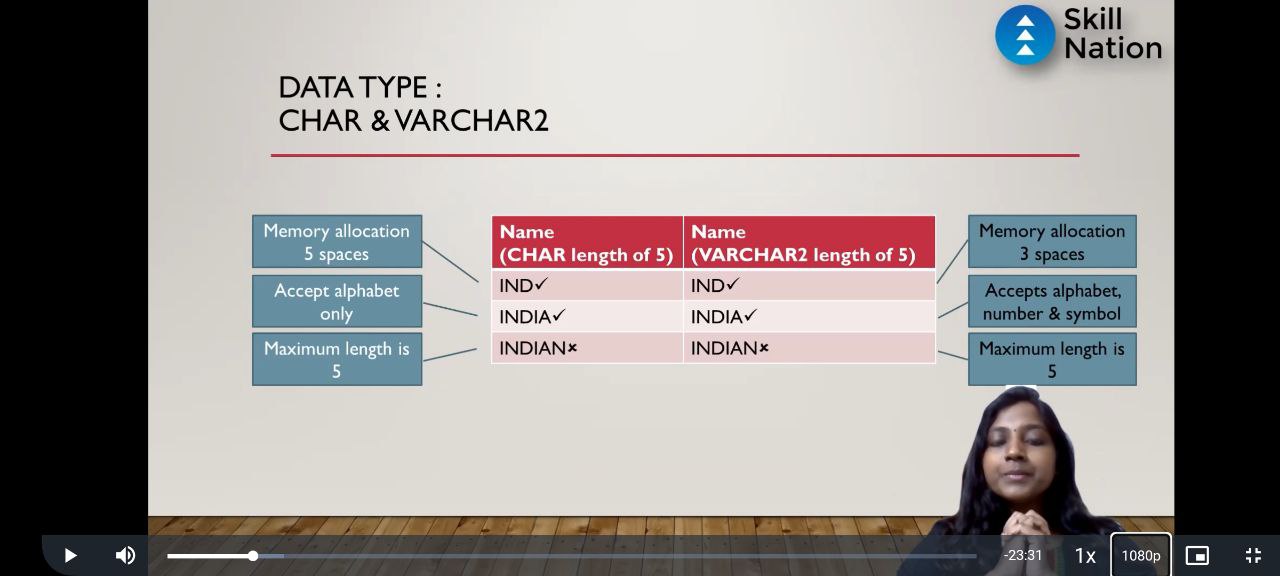 Skill
Nation
DATA TYPE :
CHAR & VARCHAR2
Memory allocation
5 spaces
Accept alphabet
only
Maximum length is
5
Name
(CHAR length of 5)
Name
(VARCHAR2 length of 5)
IND✓
IND✓
INDIA✓
INDIA✓
INDIAN×
INDIAN×
Memory allocation
3 spaces
Accepts alphabet,
number & symbol
Maximum length is
5
-23:31
1x
1080p